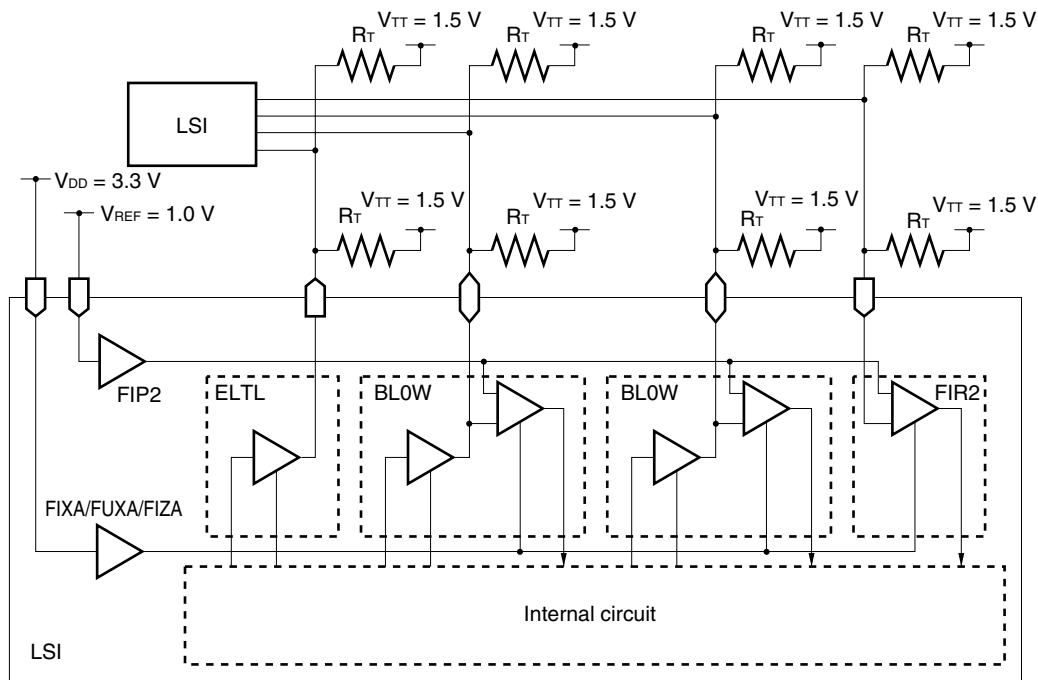 VTT = 1.5 V
VTT = 1.5 V
VTT = 1.5 V
VTT = 1.5 V
RT
RT
RT
RT
LSI
VDD = 3.3 V
VREF = 1.0 V
VTT = 1.5 V
VTT = 1.5 V
VTT = 1.5 V
VTT = 1.5 V
RT
RT
RT
RT
FIP2
ELTL
BL0W
BL0W
FIR2
FIXA/FUXA/FIZA
Internal circuit
LSI